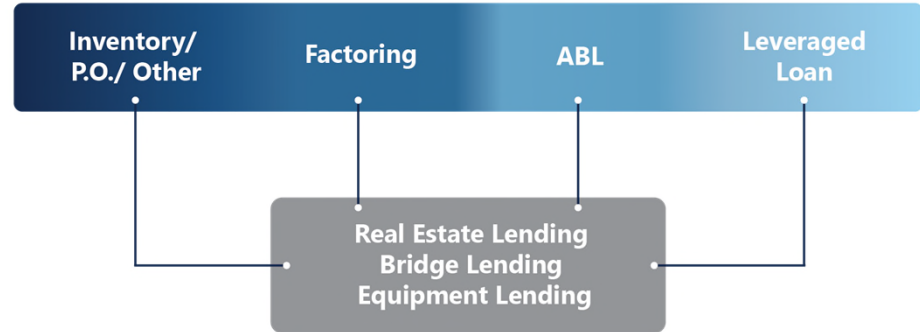 Inventory/
P.O./ Other
Factoring
ABL
Leveraged
Loan
Real Estate Lending
Bridge Lending
Equipment Lending